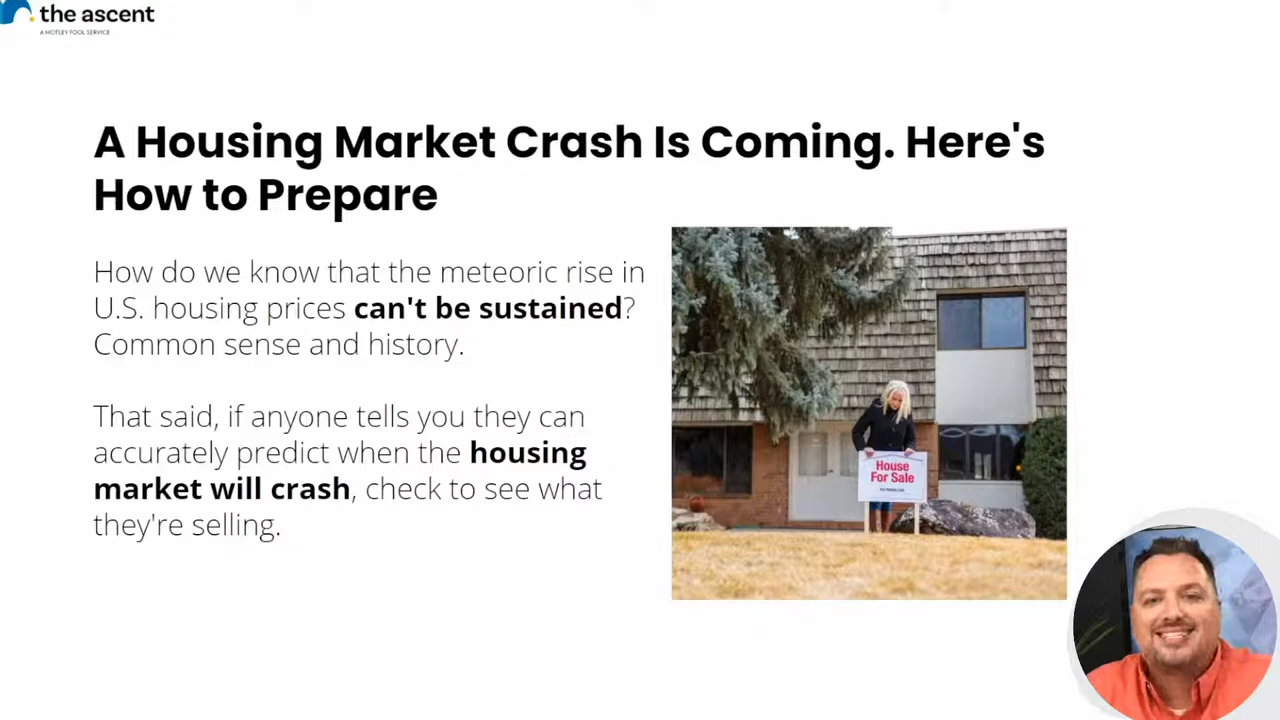 the ascent
A MOTLEY FOOL SERVICE
A Housing Market Crash Is Coming. Here's
How to Prepare
How do we know that the meteoric rise in
U.S. housing prices can't be sustained?
Common sense and history.
That said, if anyone tells you they can
accurately predict when the housing
market will crash, check to see what
they're selling.
House
For Sale